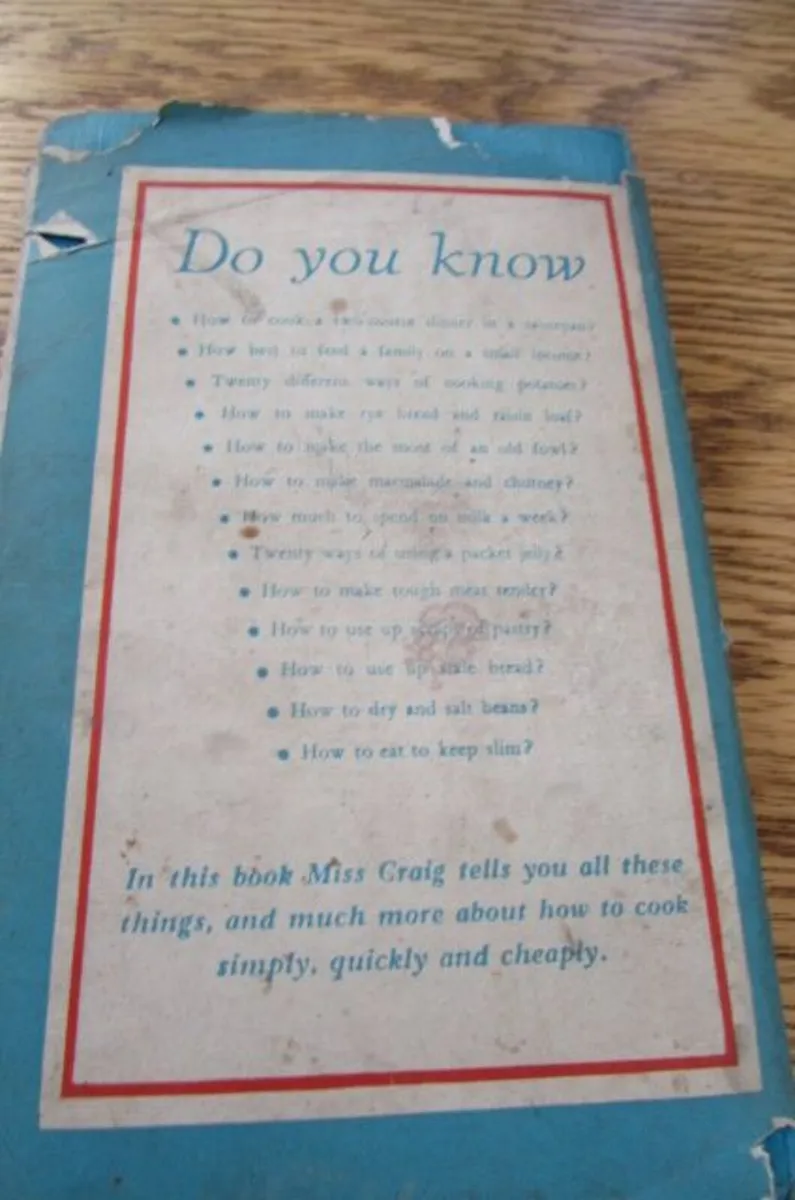 Do you know
• How to cook a two-course dinner in a saucepan?
• How best to feed a family on a small income?
• Twenty different ways of cooking potatoes?
• How to make rye bread and raisin loaf?
• How to make the most of an old fowl?
• How to make marmalade and chutney?
• How much to spend on milk a week?
• Twenty ways of using a packet jelly?
• How to make tough meat tender?
• How to use up scraps of pastry?
• How to use up stale bread?
• How to dry and salt beans?
• How to eat to keep slim?
In this book Miss Craig tells you all these
things, and much more about how to cook
simply, quickly and cheaply.